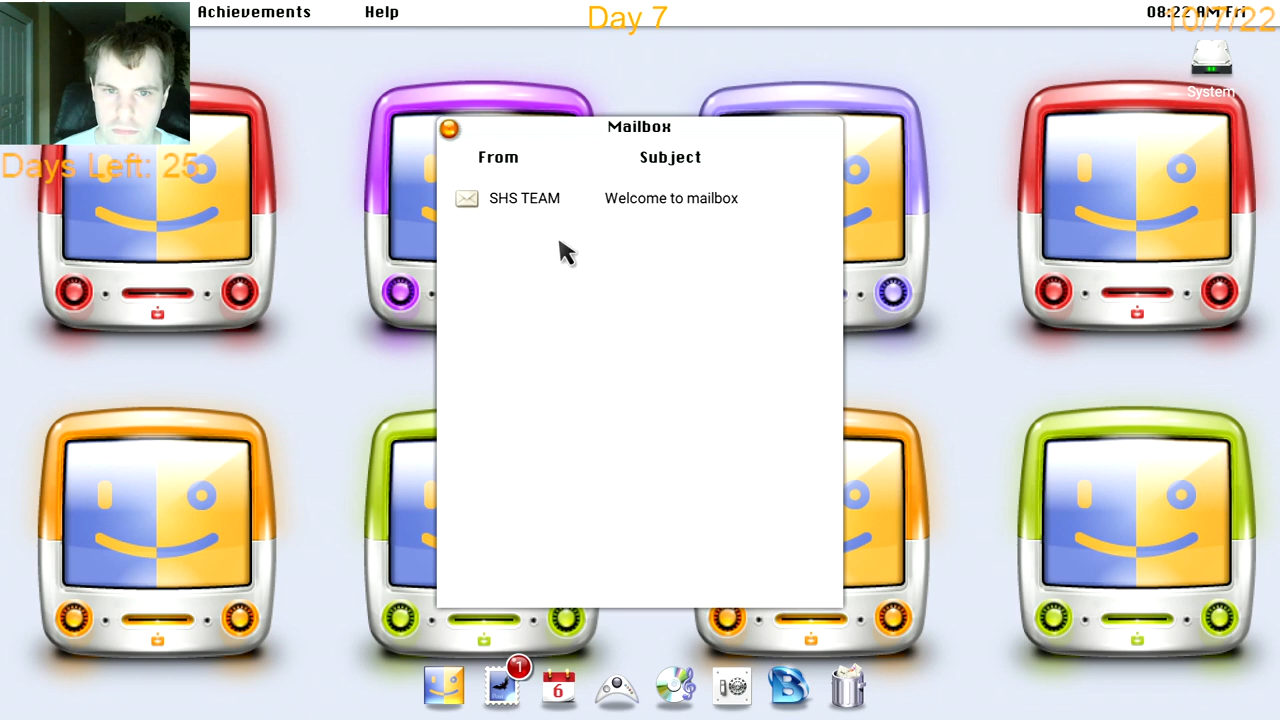 Achievements Help Day 7 08:22 AM Fri
10/7/22
System
Days Left: 25
Mailbox
From Subject
SHS TEAM Welcome to mailbox
1
6